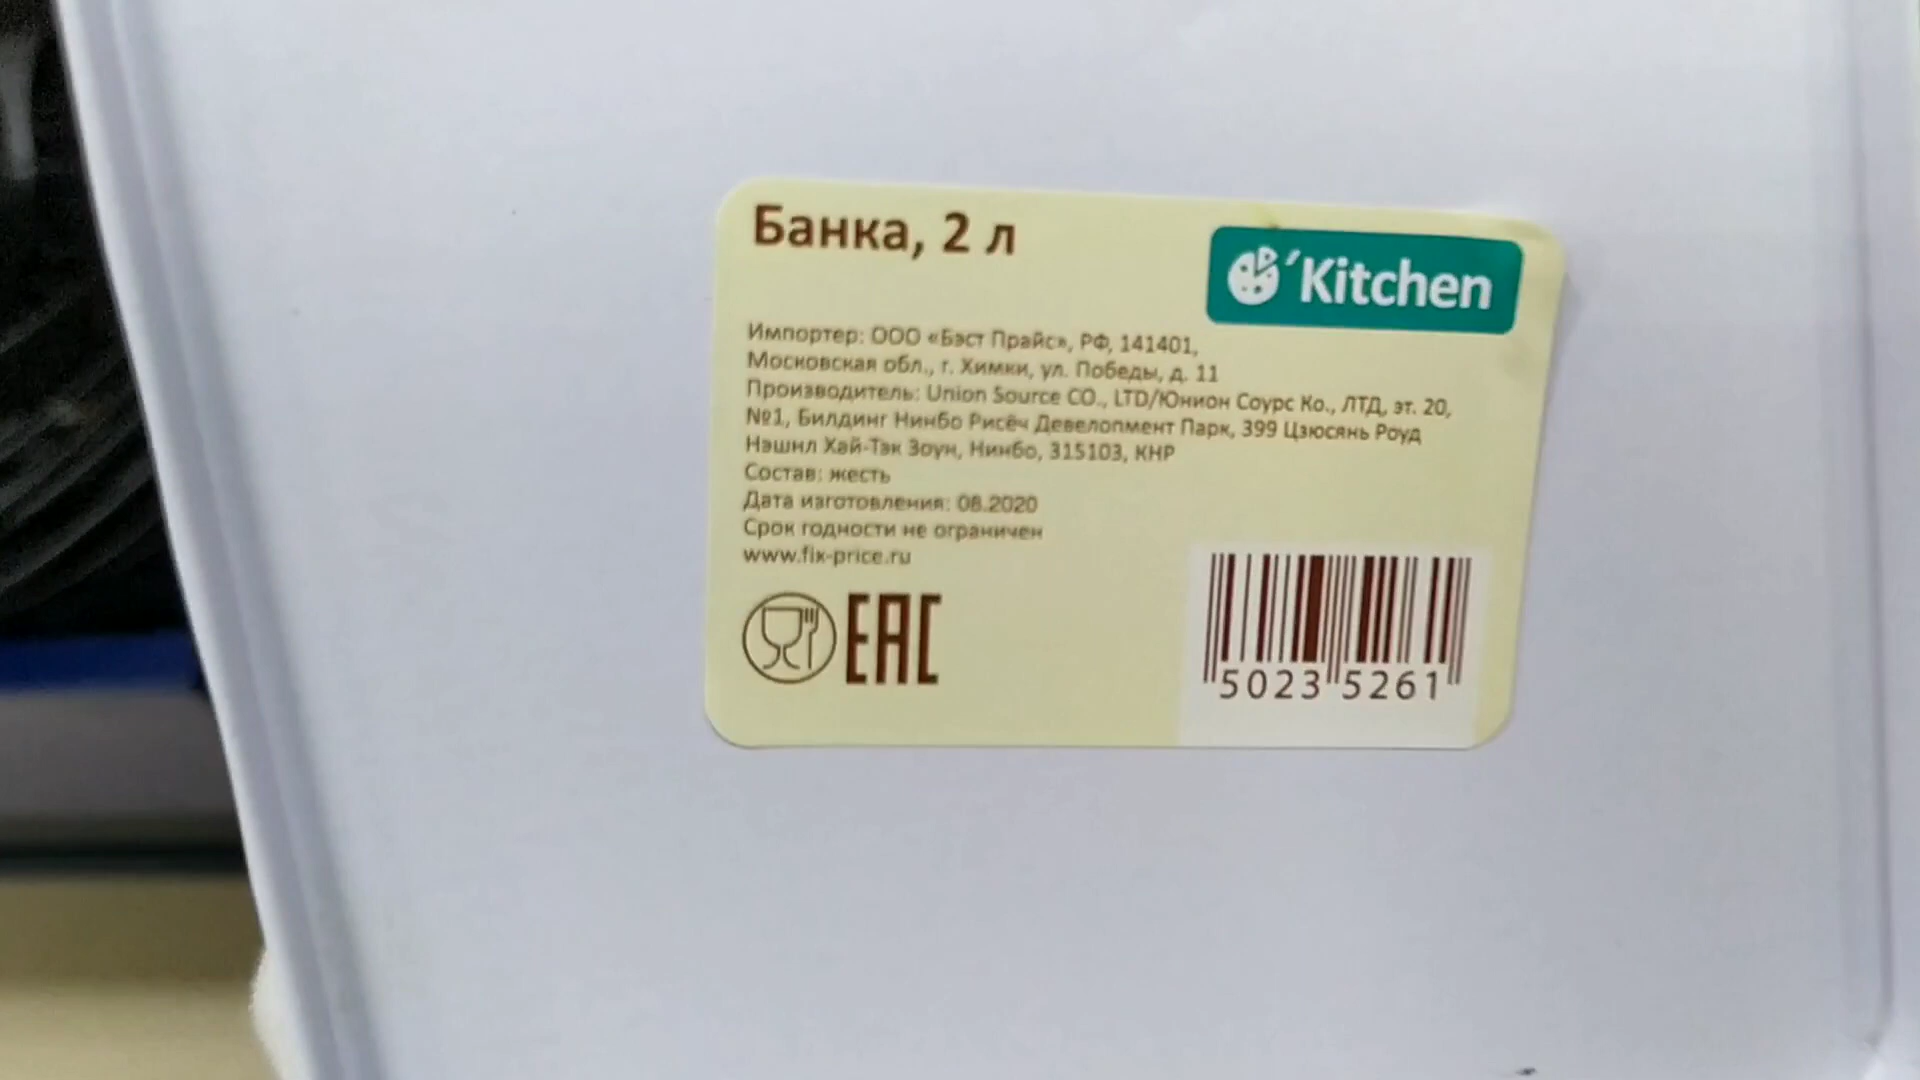 Банка, 2 л
'Kitchen
Импортер: ООО «Бэст Прайс», РФ, 141401,
Московская обл., г. Химки, ул. Победы, д. 11
Производитель: Union Source CO., LTD/Юнион Соурс Ко., ЛТД, эт. 20,
№1, Билдинг Нинбо Рисёч Девелопмент Парк, 399 Цзюсянь Роуд
Нэшнл Хай-Тэк Зоун, Нинбо, 315103, КНР
Состав: жесть
Дата изготовления: 08.2020
Срок годности не ограничен
www.fix-price.ru
EAC
5023 5261